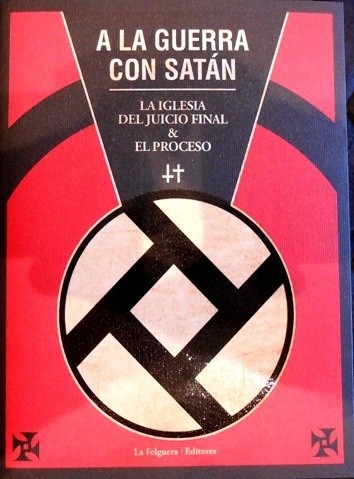 A LA GUERRA
CON SATÁN
LA IGLESIA
DEL JUICIO FINAL
&
EL PROCESO
La Felguera | Editores